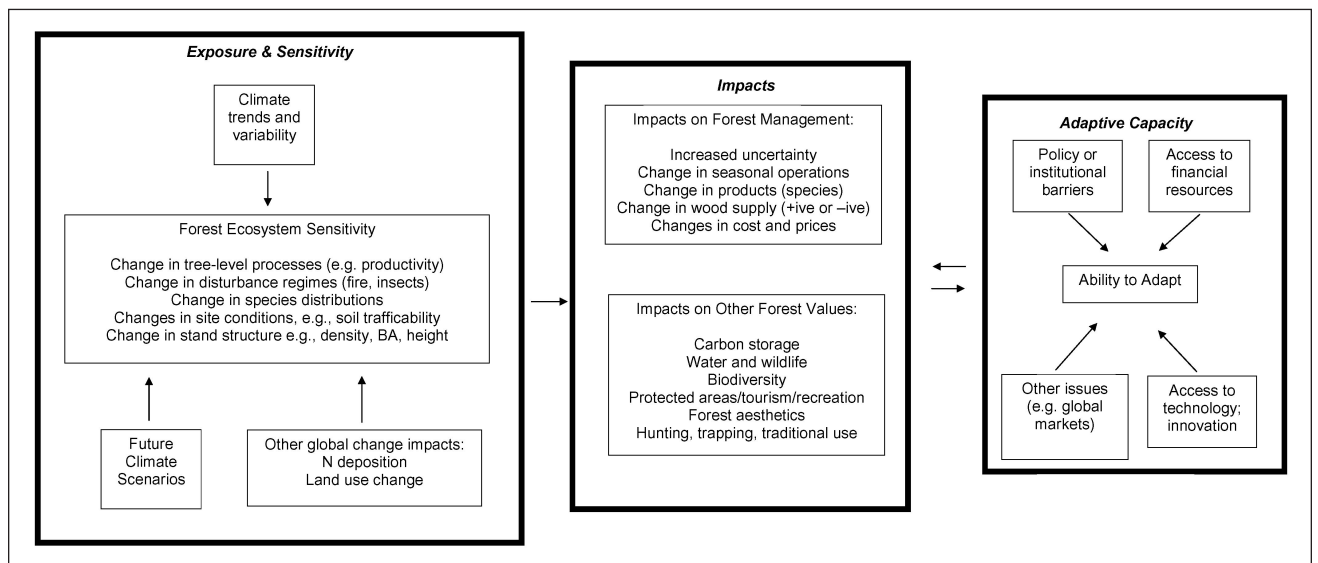 Exposure & Sensitivity
Climate
trends and
variability
Forest Ecosystem Sensitivity
Change in tree-level processes (e.g. productivity)
Change in disturbance regimes (fire, insects)
Change in species distributions
Changes in site conditions, e.g., soil trafficability
Change in stand structure e.g., density, BA, height
Future
Climate
Scenarios
Other global change impacts:
N deposition
Land use change
Impacts
Impacts on Forest Management:
Increased uncertainty
Change in seasonal operations
Change in products (species)
Change in wood supply (+ive or –ive)
Changes in cost and prices
Impacts on Other Forest Values:
Carbon storage
Water and wildlife
Biodiversity
Protected areas/tourism/recreation
Forest aesthetics
Hunting, trapping, traditional use
Adaptive Capacity
Policy or
institutional
barriers
Access to
financial
resources
Ability to Adapt
Other issues
(e.g. global
markets)
Access to
technology;
innovation